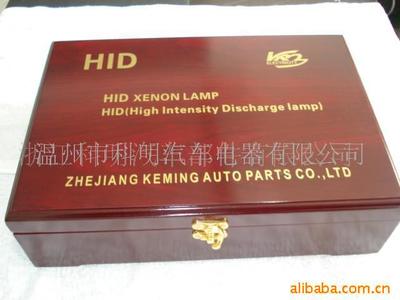 HID
ELECTRICITY
HID XENON LAMP
HID(High Intensity Discharge lamp)
温州市科明汽车电器有限公司
ZHEJIANG KEMING AUTO PARTS CO.,LTD
alibaba.com.cn